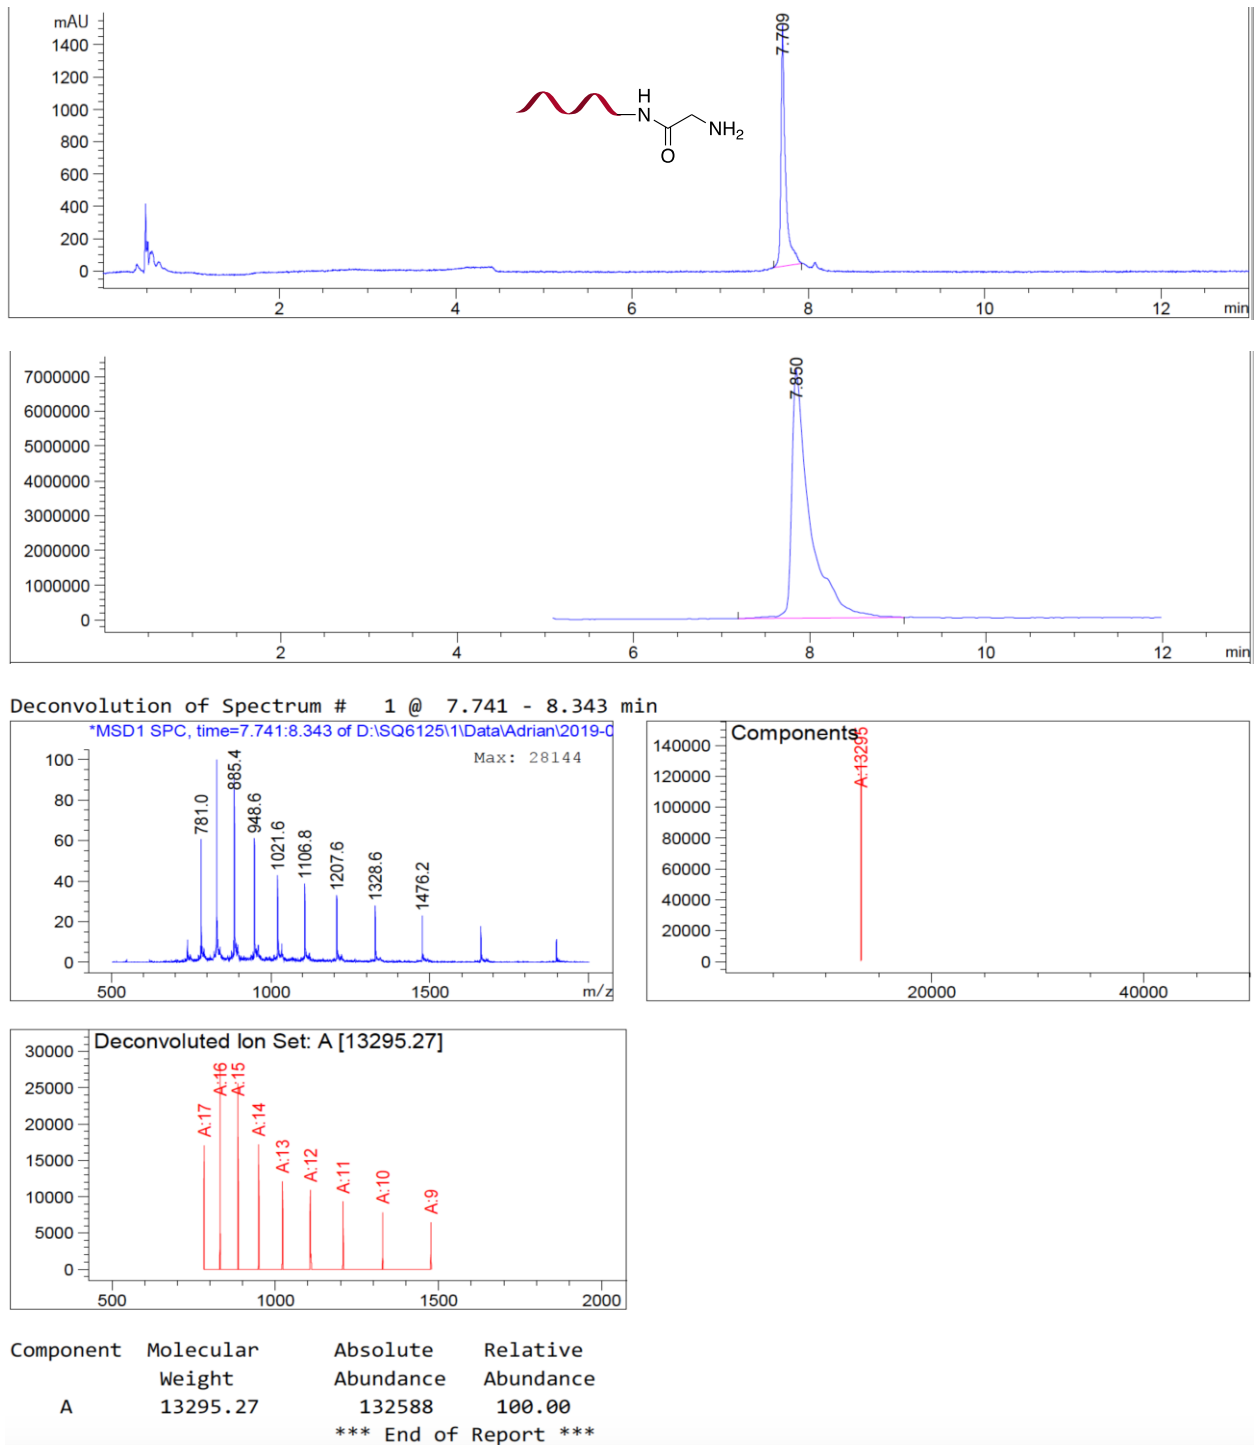 mAU
1400
1200
1000
800
600
400
200
0
7.709
H
N
O
NH2
2 4 6 8 10 12 min
7000000
6000000
5000000
4000000
3000000
2000000
1000000
0
7.850
2 4 6 8 10 12 min
Deconvolution of Spectrum # 1 @ 7.741 - 8.343 min
*MSD1 SPC, time=7.741:8.343 of D:\SQ6125\1\Data\Adrian\2019-0
Max: 28144
100
80
60
40
20
0
781.0
885.4
948.6
1021.6
1106.8
1207.6
1328.6
1476.2
500 1000 1500 m/z
Components
140000
120000
100000
80000
60000
40000
20000
0
A:13295
20000 40000
Deconvoluted Ion Set: A [13295.27]
30000
25000
20000
15000
10000
5000
0
A:17
A:16
A:15
A:14
A:13
A:12
A:11
A:10
A:9
500 1000 1500 2000
Component Molecular Absolute Relative
Weight Abundance Abundance
A 13295.27 132588 100.00
*** End of Report ***